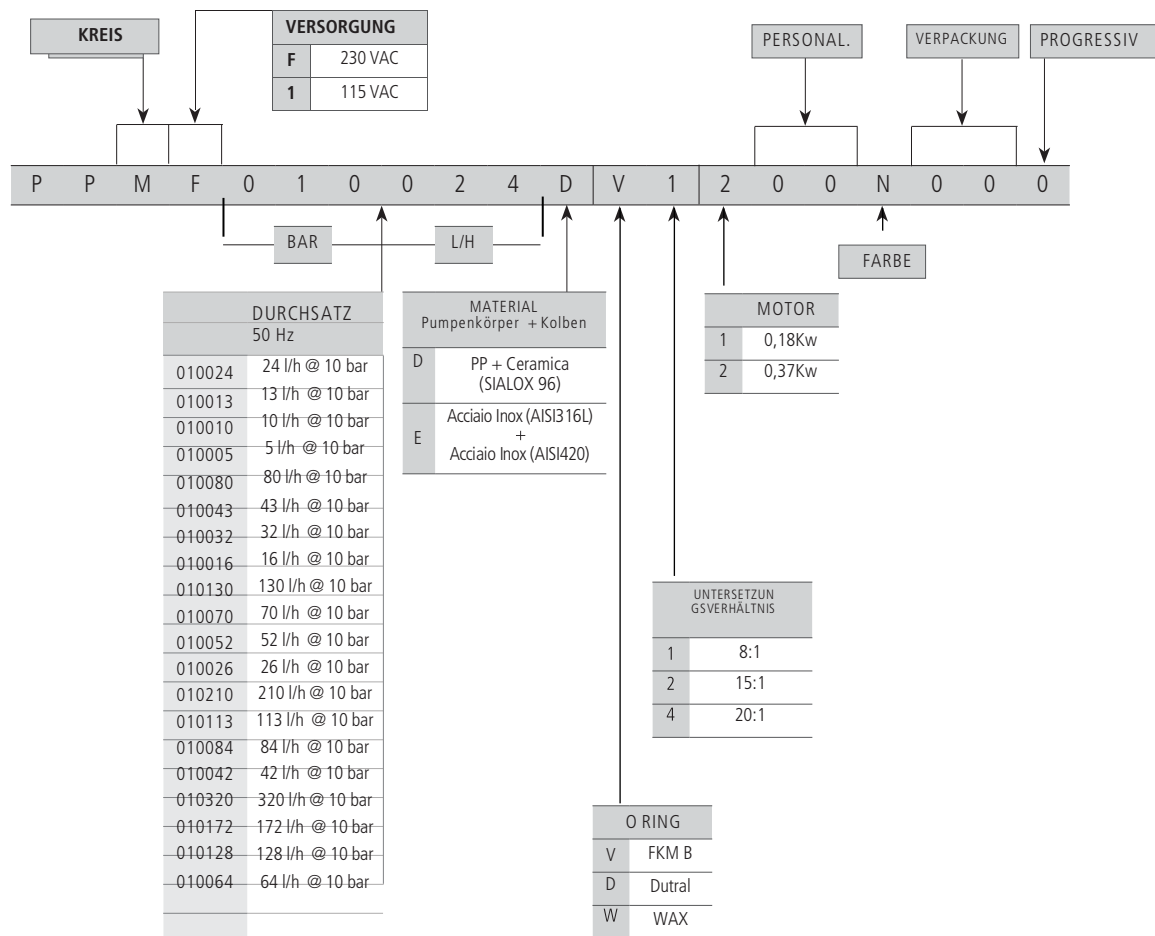 KREIS
VERSORGUNG
F 230 VAC
1 115 VAC
PERSONAL.
VERPACKUNG
PROGRESSIV
P P M F 0 1 0 0 2 4 D V 1 2 0 0 N 0 0 0
BAR
L/H
FARBE
DURCHSATZ
50 Hz
010024 24 l/h @ 10 bar
010013 13 l/h @ 10 bar
010010 10 l/h @ 10 bar
010005 5 l/h @ 10 bar
010080 80 l/h @ 10 bar
010043 43 l/h @ 10 bar
010032 32 l/h @ 10 bar
010016 16 l/h @ 10 bar
010130 130 l/h @ 10 bar
010070 70 l/h @ 10 bar
010052 52 l/h @ 10 bar
010026 26 l/h @ 10 bar
010210 210 l/h @ 10 bar
010113 113 l/h @ 10 bar
010084 84 l/h @ 10 bar
010042 42 l/h @ 10 bar
010320 320 l/h @ 10 bar
010172 172 l/h @ 10 bar
010128 128 l/h @ 10 bar
010064 64 l/h @ 10 bar
MATERIAL
Pumpenkörper + Kolben
D PP + Ceramica
(SIALOX 96)
E Acciaio Inox (AISI316L)
+
Acciaio Inox (AISI420)
MOTOR
1 0,18Kw
2 0,37Kw
UNTERSETZUN
GSVERHÄLTNIS
1 8:1
2 15:1
4 20:1
O RING
V FKM B
D Dutral
W WAX